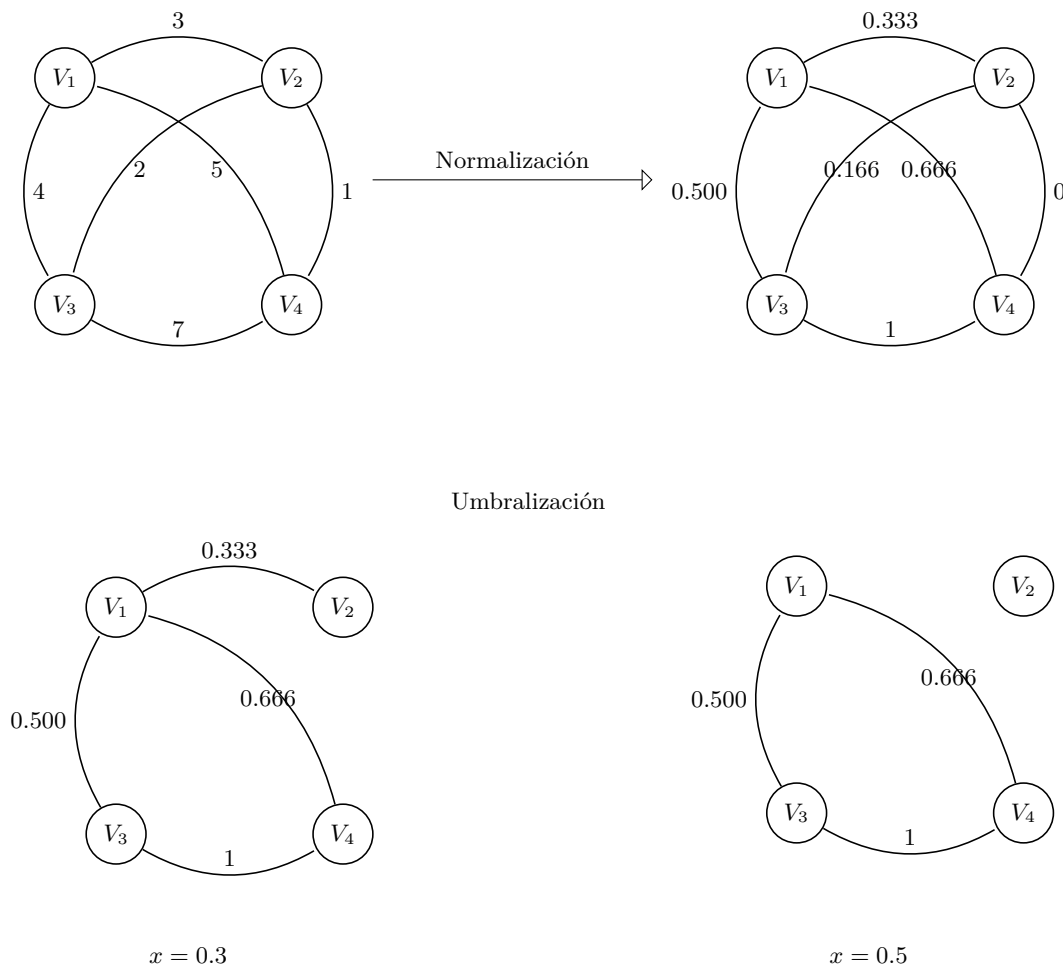 3
0.333
V1
V2
V1
V2
Normalización
4
2
5
1
0.500
0.166
0.666
0
V3
V4
V3
V4
7
1
Umbralización
0.333
V1
V2
V1
V2
0.666
0.666
0.500
0.500
V3
V4
V3
V4
1
1
x = 0.3
x = 0.5